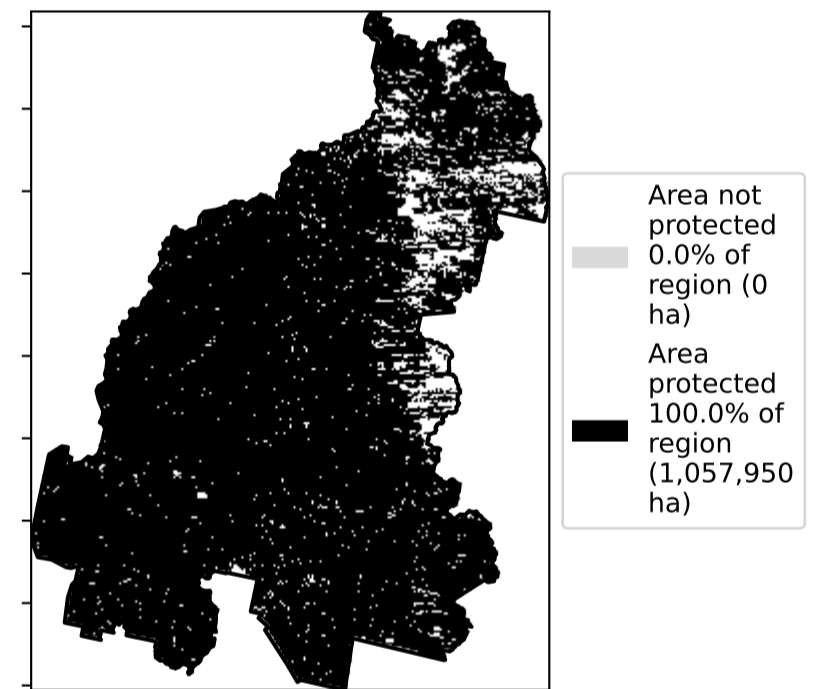 Area not
protected
0.0% of
region (0
ha)
Area
protected
100.0% of
region
(1,057,950
ha)